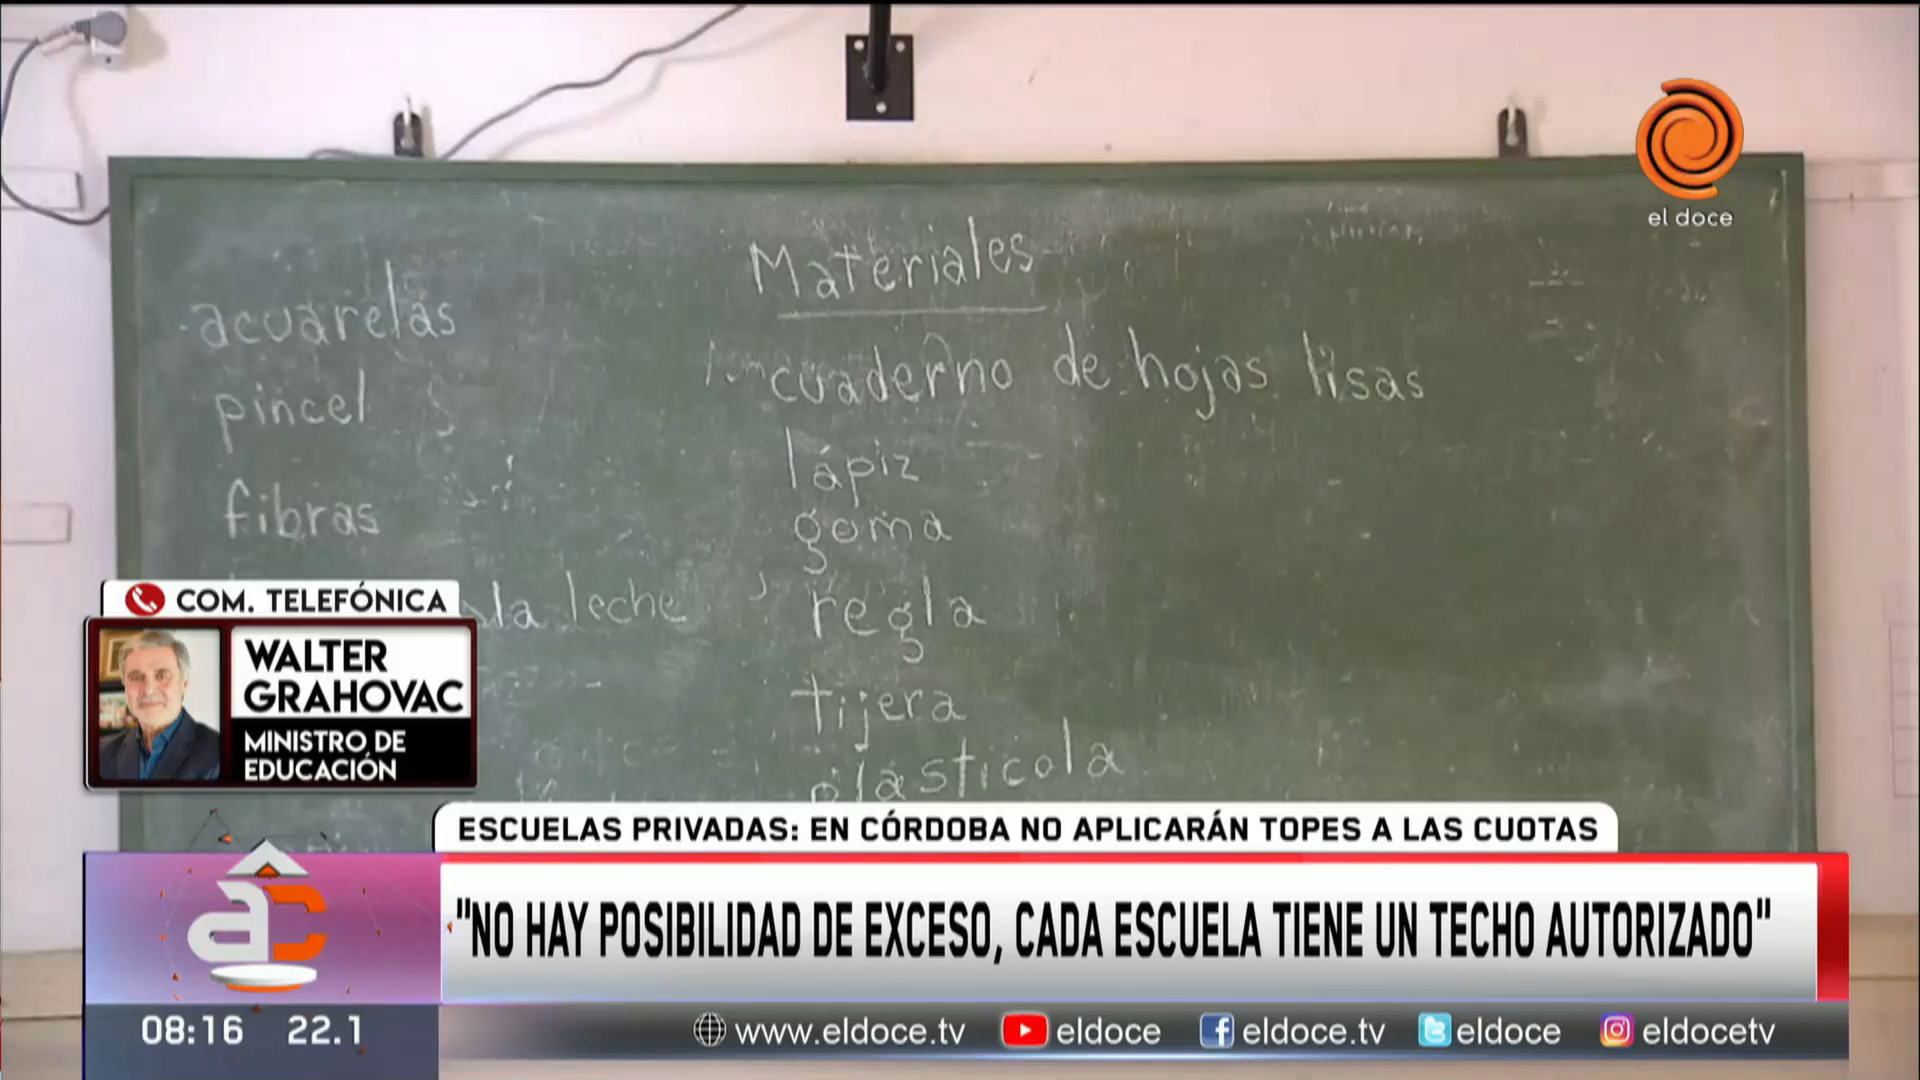 el doce
Materiales
acuarelas
cuaderno de hojas lisas
pincel
lápiz
fibras
goma
la leche
regla
tijera
plasticola
COM. TELEFÓNICA
WALTER
GRAHOVAC
MINISTRO DE
EDUCACIÓN
ESCUELAS PRIVADAS: EN CÓRDOBA NO APLICARÁN TOPES A LAS CUOTAS
"NO HAY POSIBILIDAD DE EXCESO, CADA ESCUELA TIENE UN TECHO AUTORIZADO"
ac
08:16 22.1
www.eldoce.tv eldoce eldoce.tv eldoce eldocetv